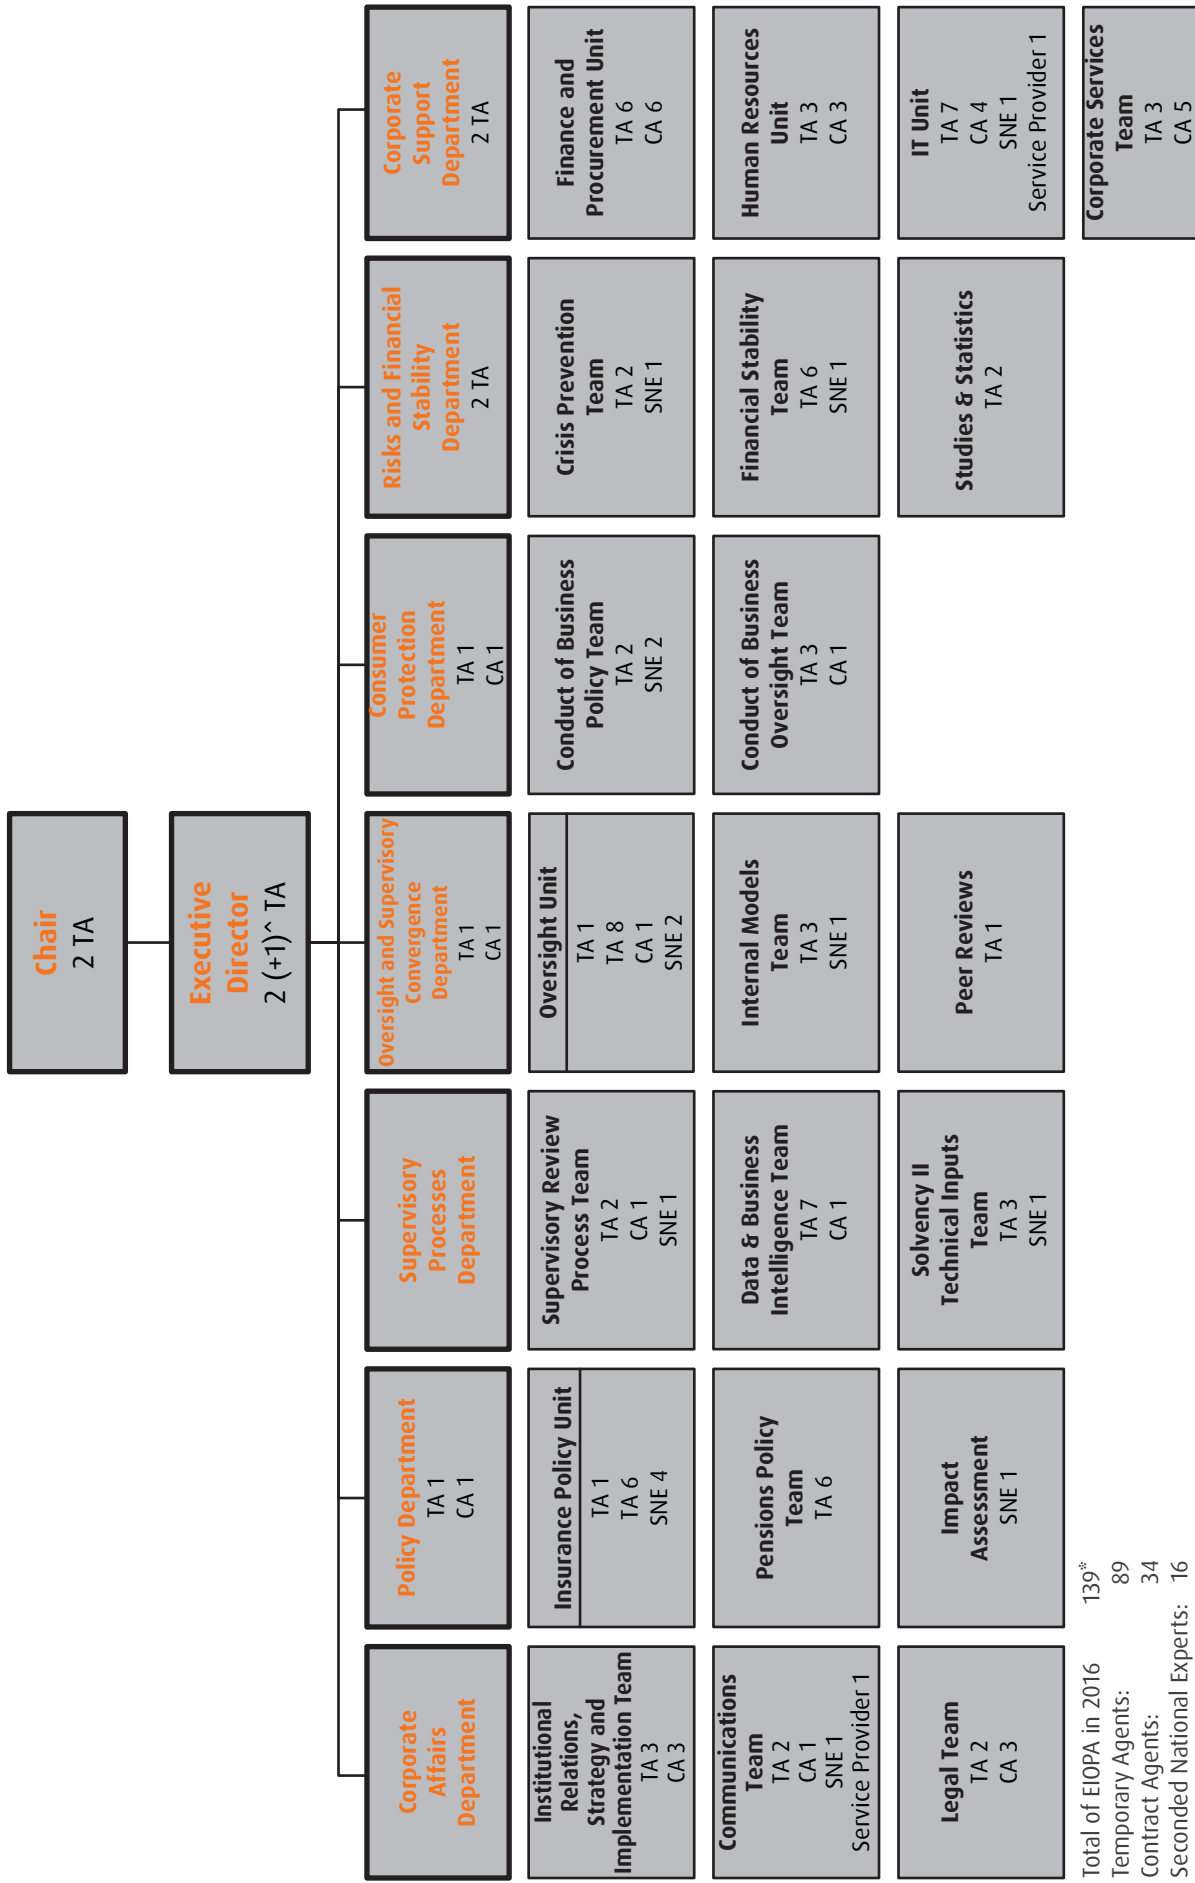 Chair
2 TA
Executive
Director
2 (+1)^ TA
Corporate
Affairs
Department
Institutional
Relations,
Strategy and
Implementation Team
TA 3
CA 3
Communications
Team
TA 2
CA 1
SNE 1
Service Provider 1
Legal Team
TA 2
CA 3
Policy Department
TA 1
CA 1
Insurance Policy Unit
TA 1
TA 6
SNE 4
Pensions Policy
Team
TA 6
Impact
Assessment
SNE 1
Supervisory
Processes
Department
Supervisory Review
Process Team
TA 2
CA 1
SNE 1
Data & Business
Intelligence Team
TA 7
CA 1
Solvency II
Technical Inputs
Team
TA 3
SNE 1
Oversight and Supervisory
Convergence
Department
TA 1
CA 1
Oversight Unit
TA 1
TA 8
CA 1
SNE 2
Internal Models
Team
TA 3
SNE 1
Peer Reviews
TA 1
Consumer
Protection
Department
TA 1
CA 1
Conduct of Business
Policy Team
TA 2
SNE 2
Conduct of Business
Oversight Team
TA 3
CA 1
Risks and Financial
Stability
Department
2 TA
Crisis Prevention
Team
TA 2
SNE 1
Financial Stability
Team
TA 6
SNE 1
Studies & Statistics
TA 2
Corporate
Support
Department
2 TA
Finance and
Procurement Unit
TA 6
CA 6
Human Resources
Unit
TA 3
CA 3
IT Unit
TA 7
CA 4
SNE 1
Service Provider 1
Corporate Services
Team
TA 3
CA 5
Total of EIOPA in 2016 139*
Temporary Agents: 89
Contract Agents: 34
Seconded National Experts: 16